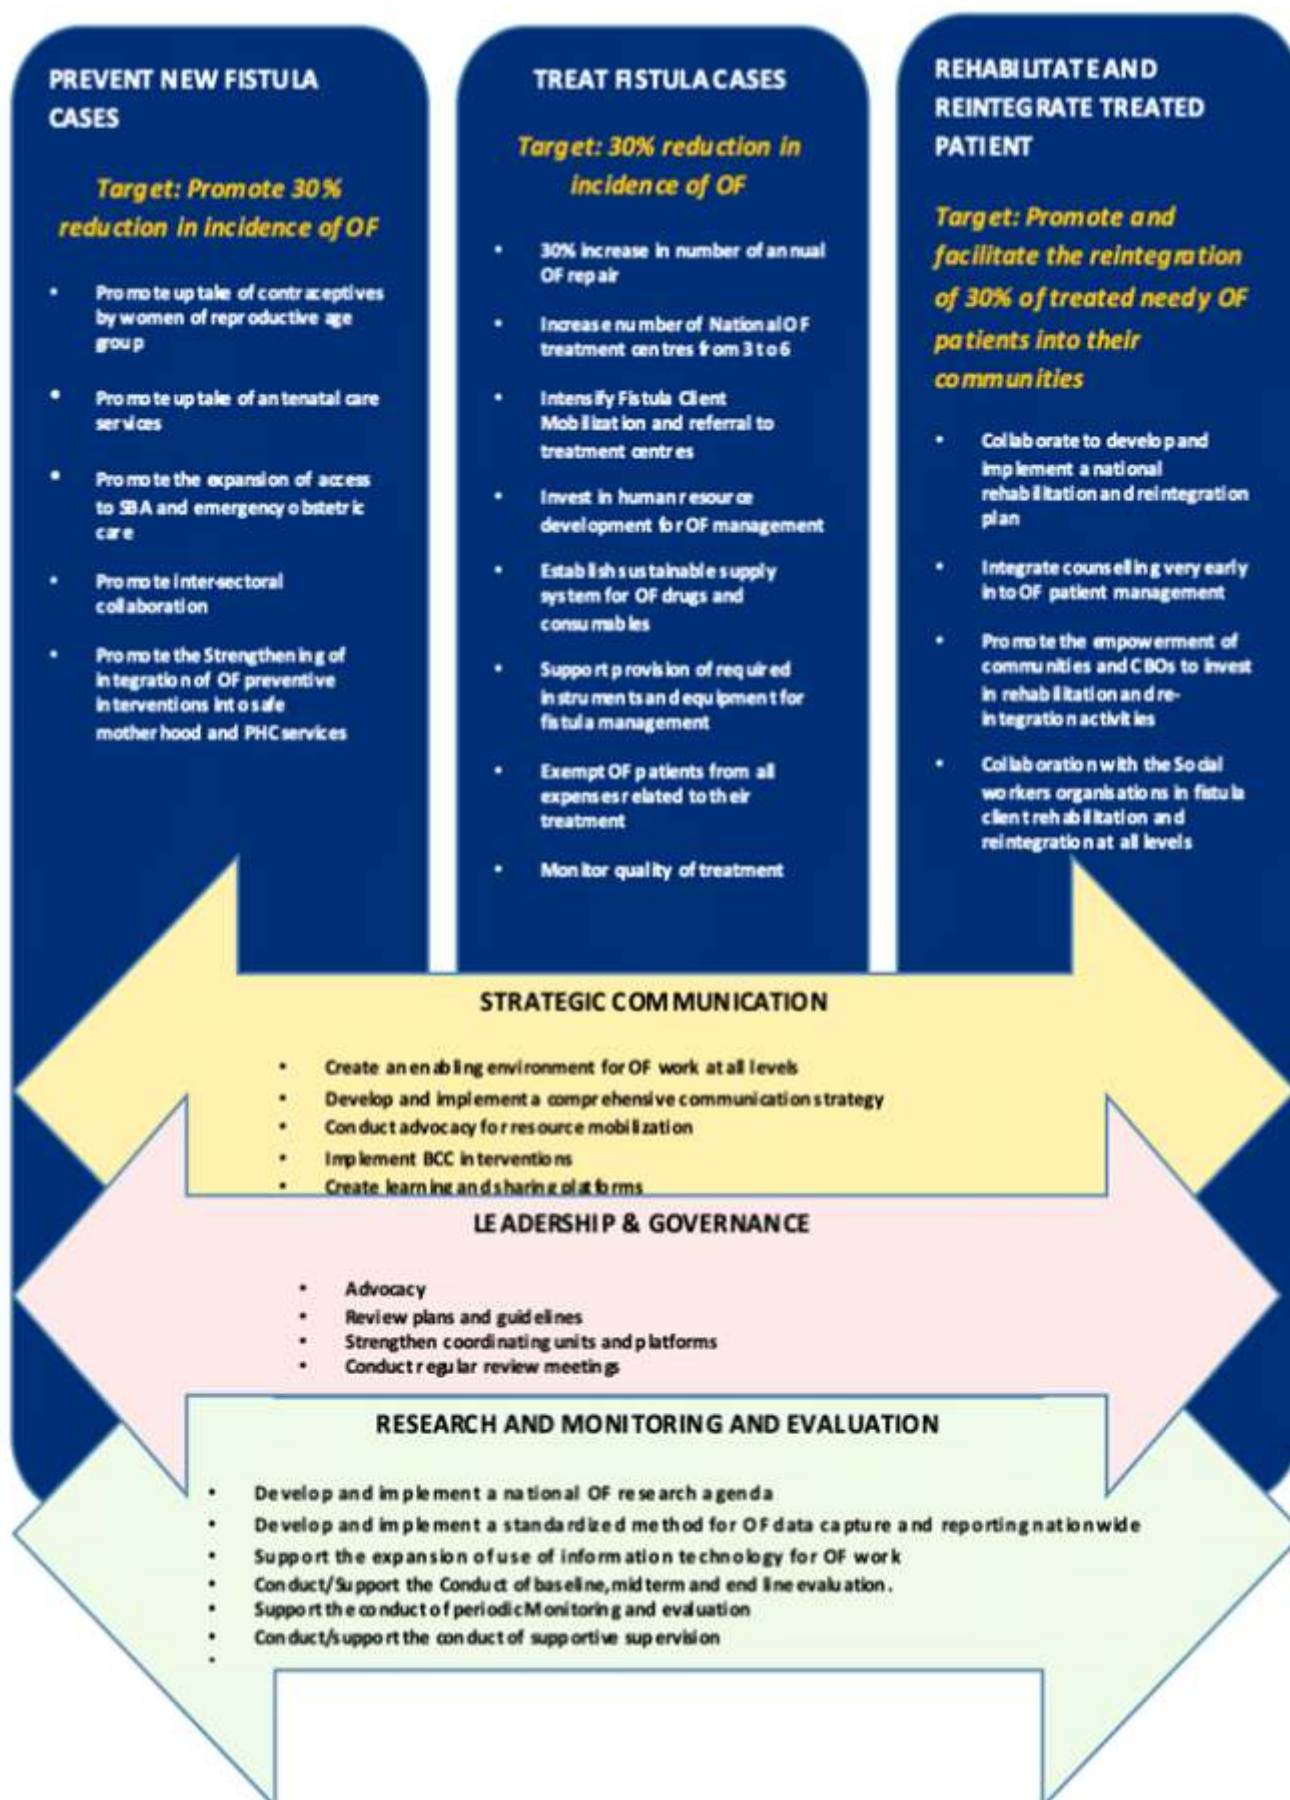 PREVENT NEW FISTULA
CASES
Target: Promote 30%
reduction in incidence of OF
• Promote uptake of contraceptives
by women of reproductive age
group
• Promote uptake of antenatal care
services
• Promote the expansion of access
to SBA and emergency obstetric
care
• Promote inter-sectoral
collaboration
• Promote the Strengthening of
integration of OF preventive
interventions into safe
motherhood and PHC services
TREAT FISTULA CASES
Target: 30% reduction in
incidence of OF
• 30% increase in number of annual
OF repair
• Increase number of National OF
treatment centres from 3 to 6
• Intensify Fistula Client
Mobilization and referral to
treatment centres
• Invest in human resource
development for OF management
• Establish sustainable supply
system for OF drugs and
consumables
• Support provision of required
instruments and equipment for
fistula management
• Exempt OF patients from all
expenses related to their
treatment
• Monitor quality of treatment
REHABILITATE AND
REINTEGRATE TREATED
PATIENT
Target: Promote and
facilitate the reintegration
of 30% of treated needy OF
patients into their
communities
• Collaborate to develop and
implement a national
rehabilitation and reintegration
plan
• Integrate counselling very early
into OF patient management
• Promote the empowerment of
communities and CBOs to invest
in rehabilitation and re-
integration activities
• Collaboration with the Social
workers organisations in fistula
client rehabilitation and
reintegration at all levels
STRATEGIC COMMUNICATION
• Create an enabling environment for OF work at all levels
• Develop and implement a comprehensive communication strategy
• Conduct advocacy for resource mobilization
• Implement BCC interventions
• Create learning and sharing platforms
LEADERSHIP & GOVERNANCE
• Advocacy
• Review plans and guidelines
• Strengthen coordinating units and platforms
• Conduct regular review meetings
RESEARCH AND MONITORING AND EVALUATION
• Develop and implement a national OF research agenda
• Develop and implement a standardized method for OF data capture and reporting nationwide
• Support the expansion of use of information technology for OF work
• Conduct/Support the Conduct of baseline, mid term and end line evaluation.
• Support the conduct of periodic Monitoring and evaluation
• Conduct/support the conduct of supportive supervision
•